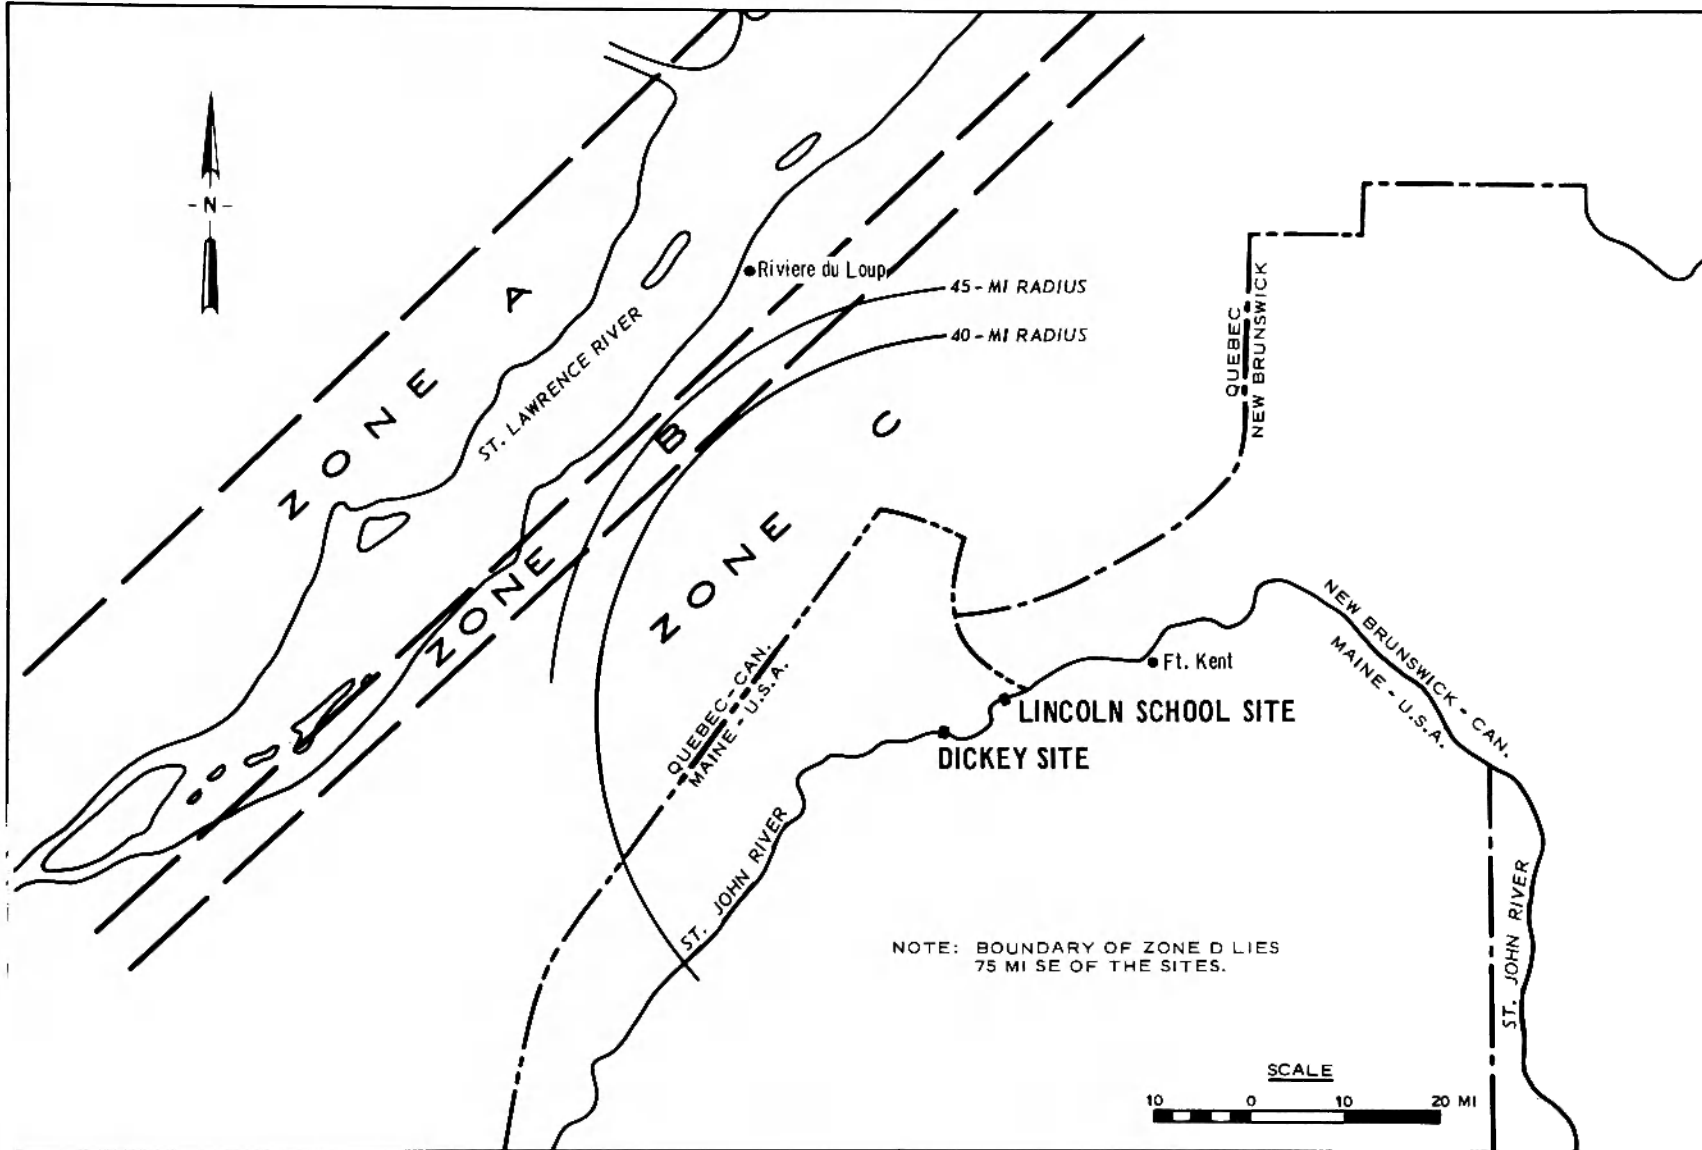 - N -
ZONE A
ST. LAWRENCE RIVER
Riviere du Loup
45 - MI RADIUS
40 - MI RADIUS
ZONE B
ZONE C
QUEBEC
NEW BRUNSWICK
QUEBEC - CAN.
MAINE - U.S.A.
Ft. Kent
NEW BRUNSWICK - CAN.
MAINE - U.S.A.
LINCOLN SCHOOL SITE
DICKEY SITE
ST. JOHN RIVER
ST. JOHN RIVER
NOTE: BOUNDARY OF ZONE D LIES
75 MI SE OF THE SITES.
SCALE
10 0 10 20 MI